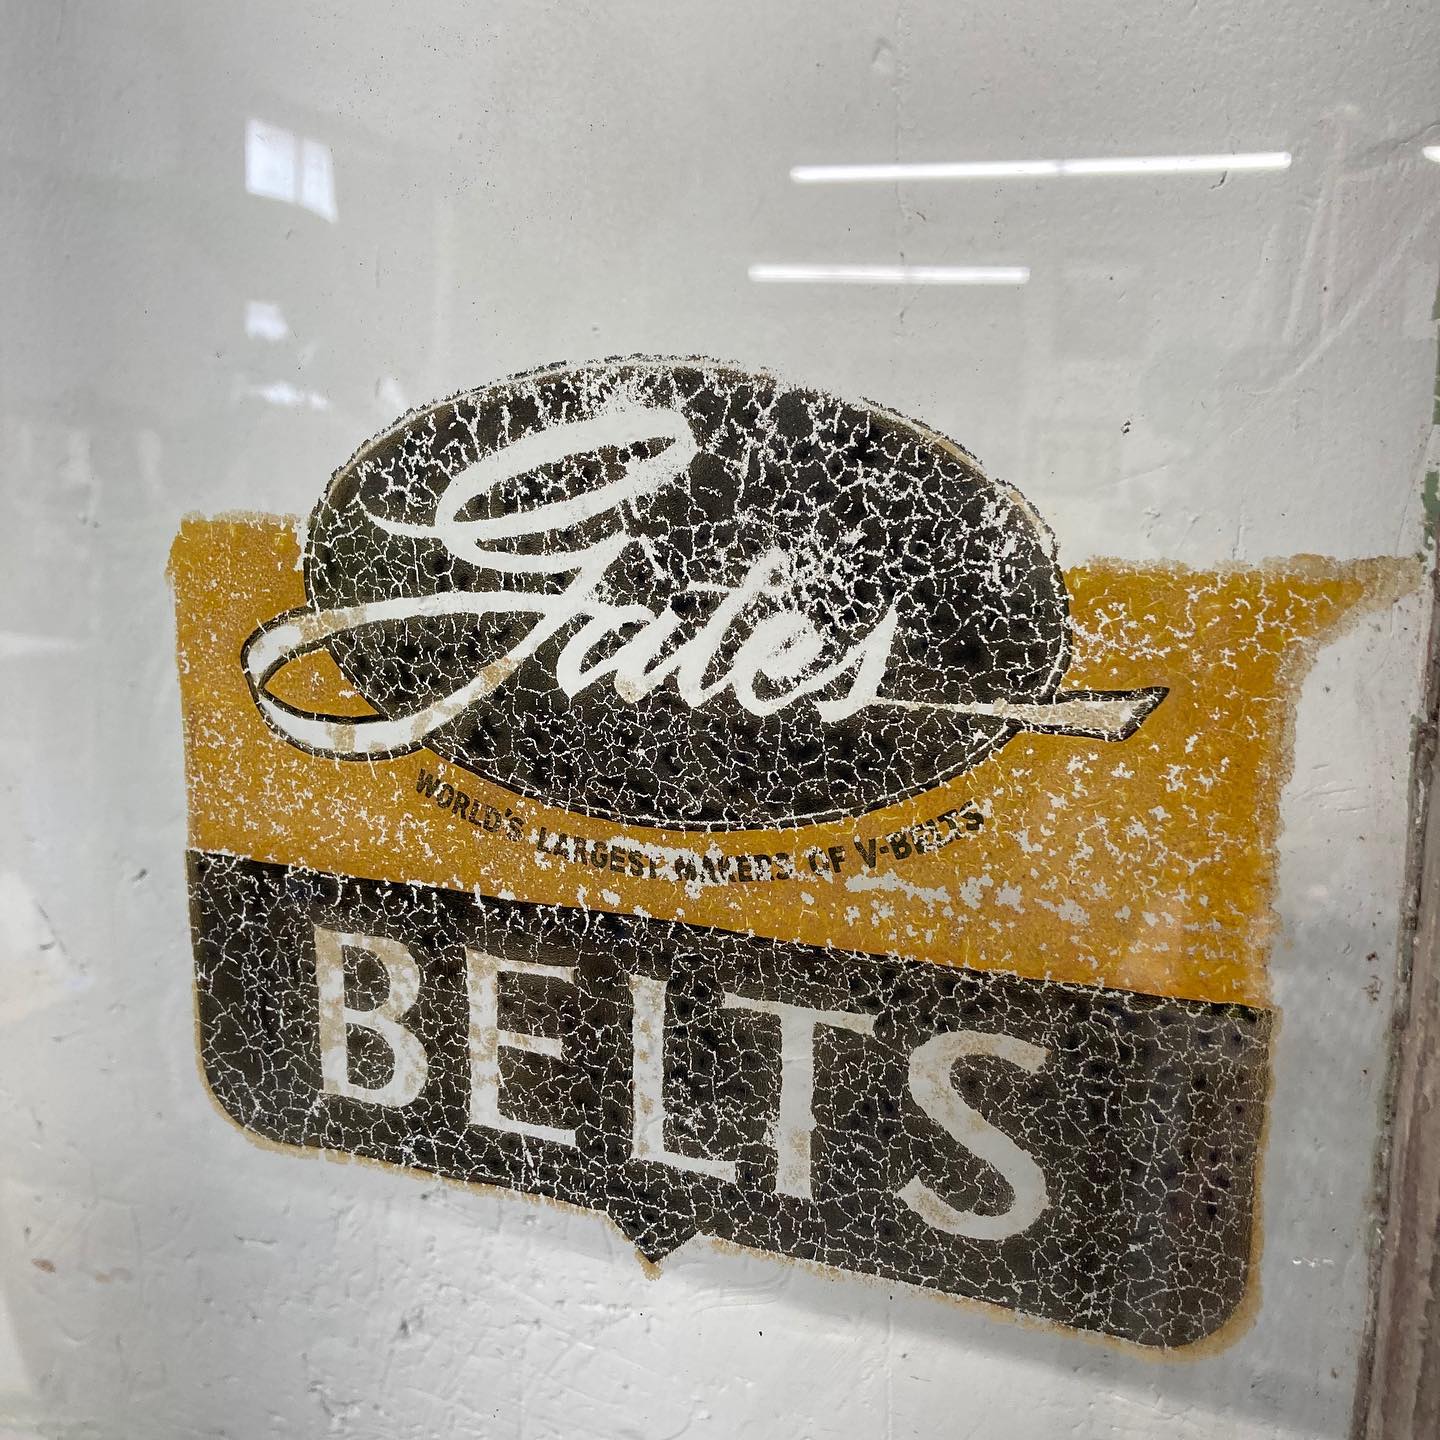 Gates
WORLD'S LARGEST MAKERS OF V-BELTS
BELTS